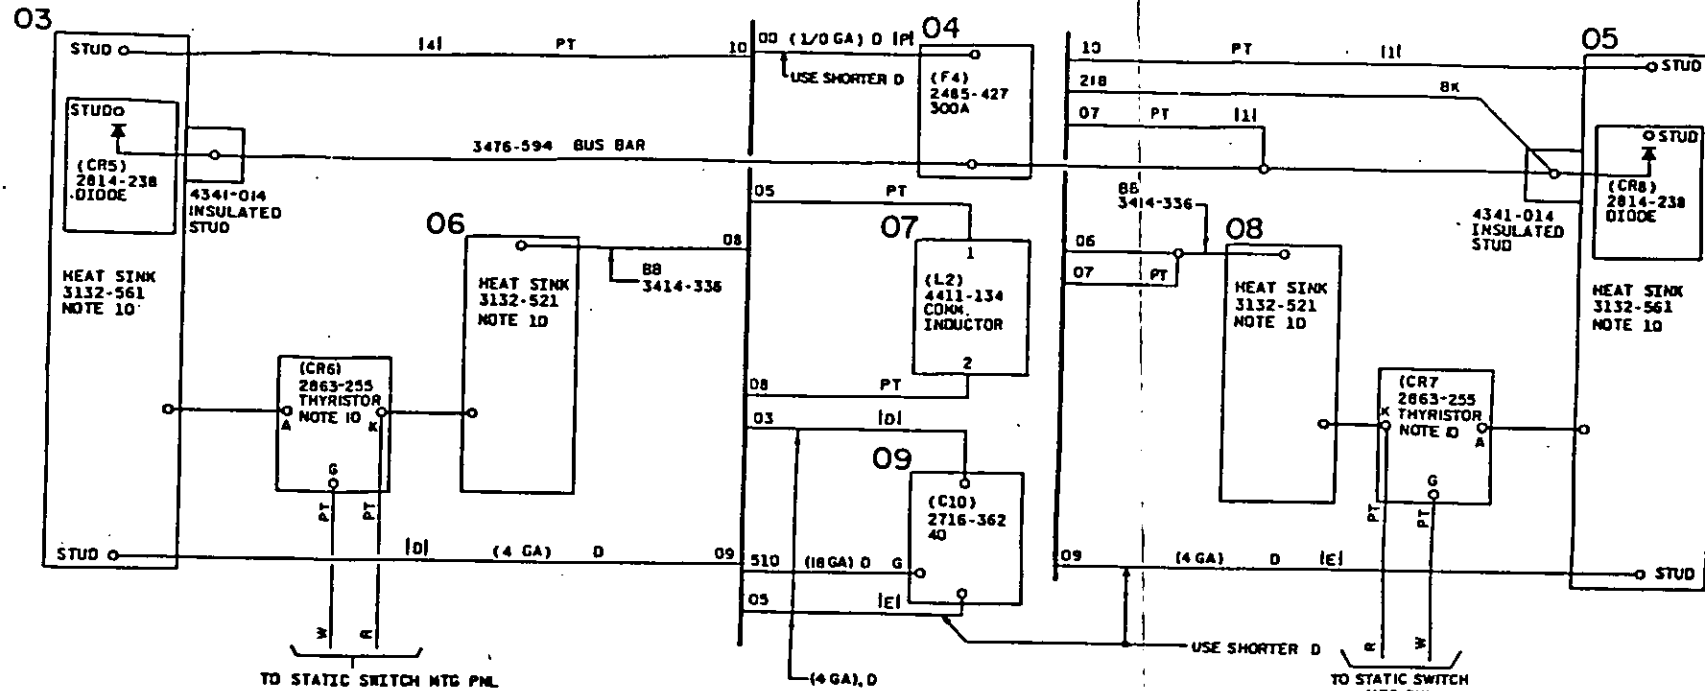 03
STUD
|4|
PT
10
00 (1/0 GA) D |P|
USE SHORTER D
04
(F4)
2485-427
300A
10
PT
|1|
05
STUD
218
BK
07
PT
|1|
STUD
(CR5)
2814-238
DIODE
4341-014
INSULATED
STUD
3476-594 BUS BAR
STUD
(CR8)
2814-238
DIODE
4341-014
INSULATED
STUD
HEAT SINK
3132-561
NOTE 10
06
HEAT SINK
3132-521
NOTE 10
08
BB
3414-336
05
PT
07
1
(L2)
4411-134
COMM.
INDUCTOR
2
08
PT
BB
3414-336
06
07
PT
08
HEAT SINK
3132-521
NOTE 10
HEAT SINK
3132-561
NOTE 10
(CR6)
2863-255
THYRISTOR
NOTE 10
A
K
G
PT
PT
W
R
TO STATIC SWITCH MTG PNL
STUD
|D|
(4 GA)
D
09
03
|D|
09
(C10)
2716-362
40
510
(18 GA) D
G
05
|E|
(4 GA), D
USE SHORTER D
09
(4 GA)
D
|E|
STUD
(CR7
2863-255
THYRISTOR
NOTE 10
K
A
G
PT
PT
R
W
TO STATIC SWITCH